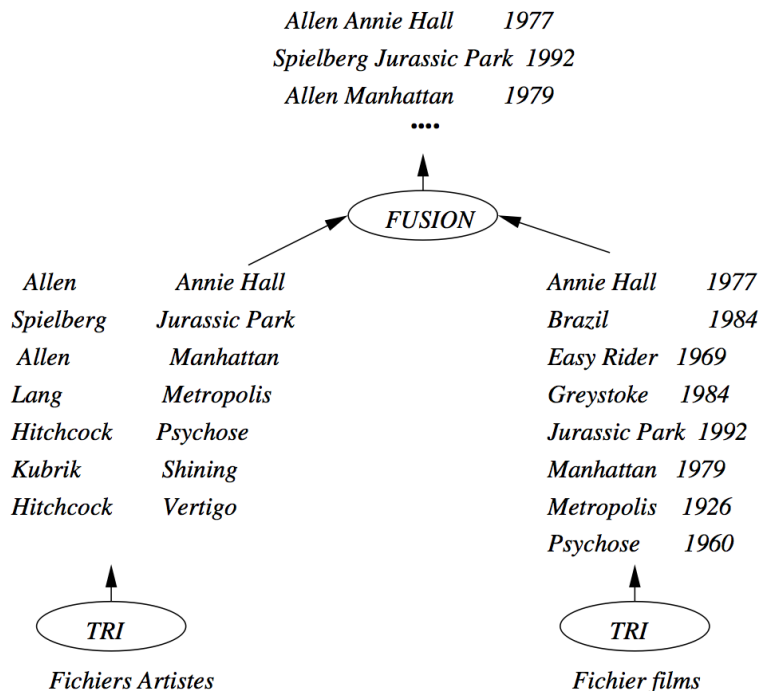 Allen Annie Hall 1977
Spielberg Jurassic Park 1992
Allen Manhattan 1979
....
FUSION
Allen Annie Hall
Spielberg Jurassic Park
Allen Manhattan
Lang Metropolis
Hitchcock Psychose
Kubrik Shining
Hitchcock Vertigo
Annie Hall 1977
Brazil 1984
Easy Rider 1969
Greystoke 1984
Jurassic Park 1992
Manhattan 1979
Metropolis 1926
Psychose 1960
TRI
TRI
Fichiers Artistes
Fichier films